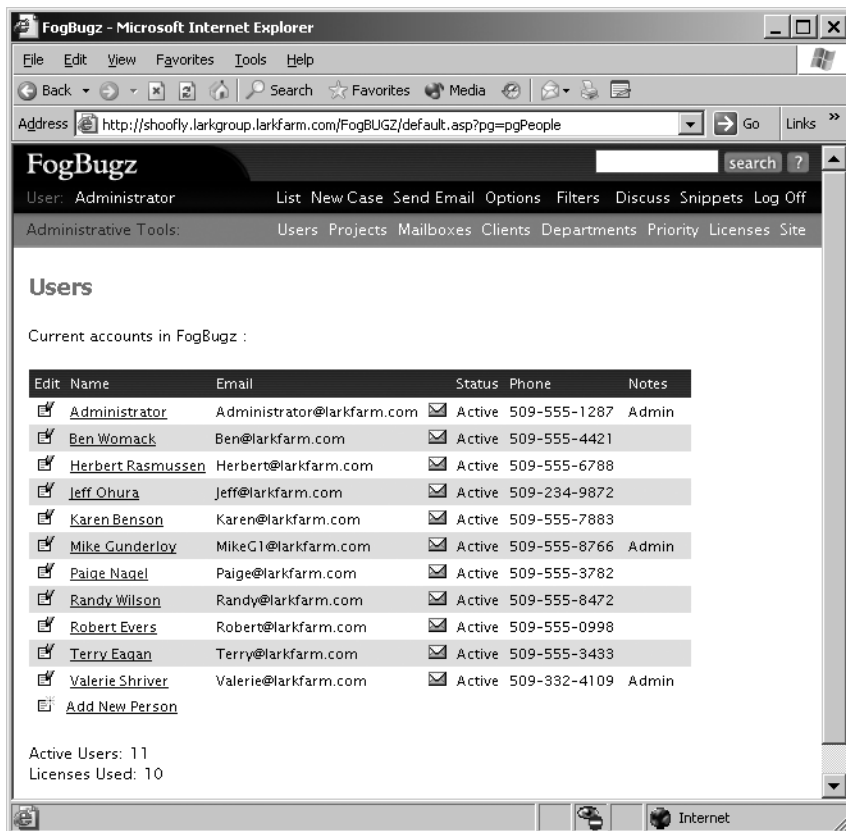 FogBugz - Microsoft Internet Explorer
File Edit View Favorites Tools Help
Back Search Favorites Media
Address http://shoofly.larkgroup.larkfarm.com/FogBUGZ/default.asp?pg=pgPeople Go Links »
FogBugz search ?
User: Administrator List New Case Send Email Options Filters Discuss Snippets Log Off
Administrative Tools: Users Projects Mailboxes Clients Departments Priority Licenses Site
Users
Current accounts in FogBugz :
Edit Name Email Status Phone Notes
Administrator Administrator@larkfarm.com Active 509-555-1287 Admin
Ben Womack Ben@larkfarm.com Active 509-555-4421
Herbert Rasmussen Herbert@larkfarm.com Active 509-555-6788
Jeff Ohura Jeff@larkfarm.com Active 509-234-9872
Karen Benson Karen@larkfarm.com Active 509-555-7883
Mike Gunderloy MikeG1@larkfarm.com Active 509-555-8766 Admin
Paige Nagel Paige@larkfarm.com Active 509-555-3782
Randy Wilson Randy@larkfarm.com Active 509-555-8472
Robert Evers Robert@larkfarm.com Active 509-555-0998
Terry Eagan Terry@larkfarm.com Active 509-555-3433
Valerie Shriver Valerie@larkfarm.com Active 509-332-4109 Admin
Add New Person
Active Users: 11
Licenses Used: 10
Internet